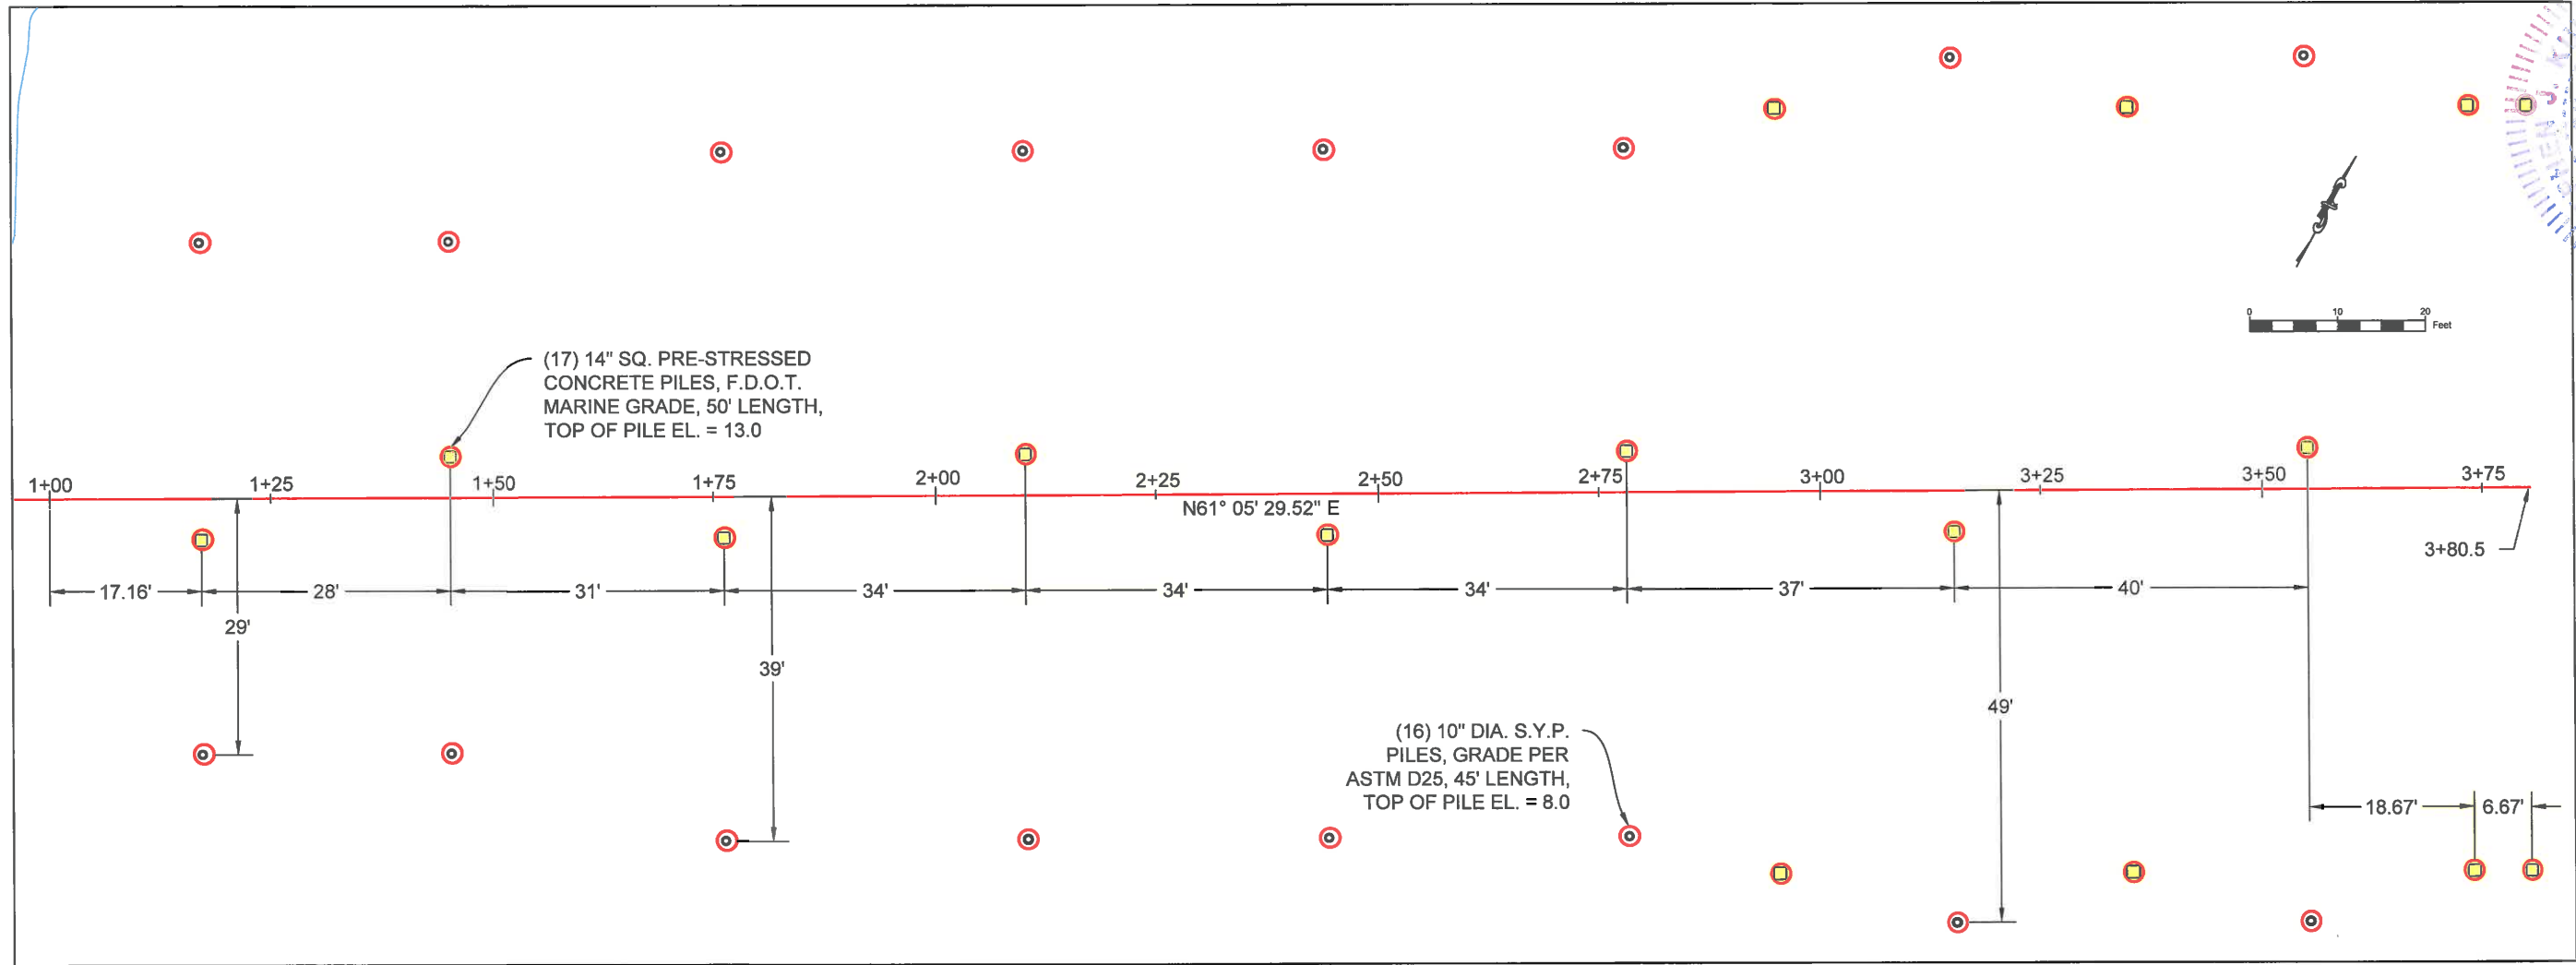 0 10 20
Feet
(17) 14" SQ. PRE-STRESSED
CONCRETE PILES, F.D.O.T.
MARINE GRADE, 50' LENGTH,
TOP OF PILE EL. = 13.0
1+00 1+25 1+50 1+75 2+00 2+25 2+50 2+75 3+00 3+25 3+50 3+75
N61° 05' 29.52" E
3+80.5
17.16' 28' 31' 34' 34' 34' 37' 40'
29'
39'
49'
(16) 10" DIA. S.Y.P.
PILES, GRADE PER
ASTM D25, 45' LENGTH,
TOP OF PILE EL. = 8.0
18.67' 6.67'